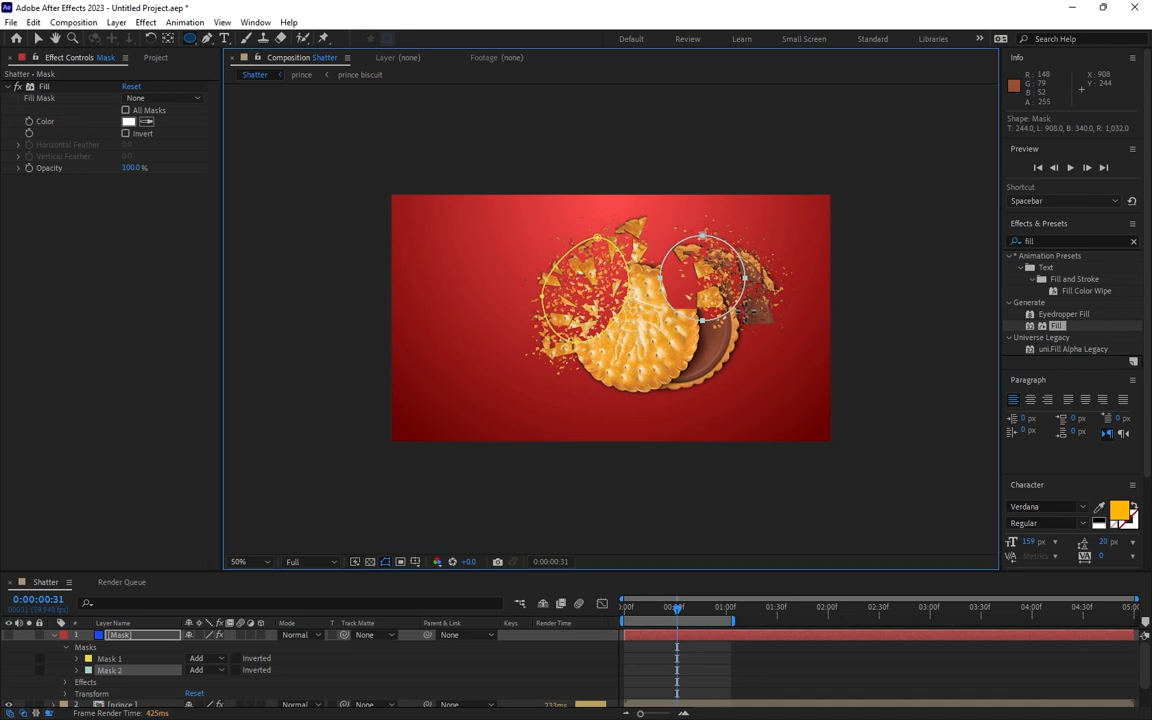 Adobe After Effects 2023 - Untitled Project.aep *
File Edit Composition Layer Effect Animation View Window Help
Default Review Learn Small Screen Standard Libraries Search Help
Effect Controls Mask Project
Shatter • Mask
fx Fill Reset
Fill Mask None
All Masks
Color
Invert
Horizontal Feather 0.0
Vertical Feather 0.0
Opacity 100.0 %
Composition Shatter Layer (none) Footage (none)
Shatter prince prince biscuit
50% Full +0.0 0:00:00:31
Info
R : 148
G : 79
B : 52
A : 255
X : 908
Y : 244
Shape: Mask
T: 244.0, L: 908.0, B: 340.0, R: 1,032.0
Preview
Shortcut
Spacebar
Effects & Presets
fill
* Animation Presets
Text
Fill and Stroke
Fill Color Wipe
Generate
Eyedropper Fill
Fill
Universe Legacy
uni.Fill Alpha Legacy
Paragraph
0 px 0 px 0 px
0 px 0 px
Character
Verdana
Regular
159 px 20 px
Metrics 0
Shatter Render Queue
0:00:00:31
00031 (59.940 fps)
# Layer Name Mode T Track Matte Parent & Link Keys Render Time
1 [Mask] Normal None None
Masks
Mask 1 Add Inverted
Mask 2 Add Inverted
Effects
Transform Reset
2 [prince ] Normal None None 233ms
Frame Render Time: 425ms
:00f 00:30f 01:00f 01:30f 02:00f 02:30f 03:00f 03:30f 04:00f 04:30f 05:0